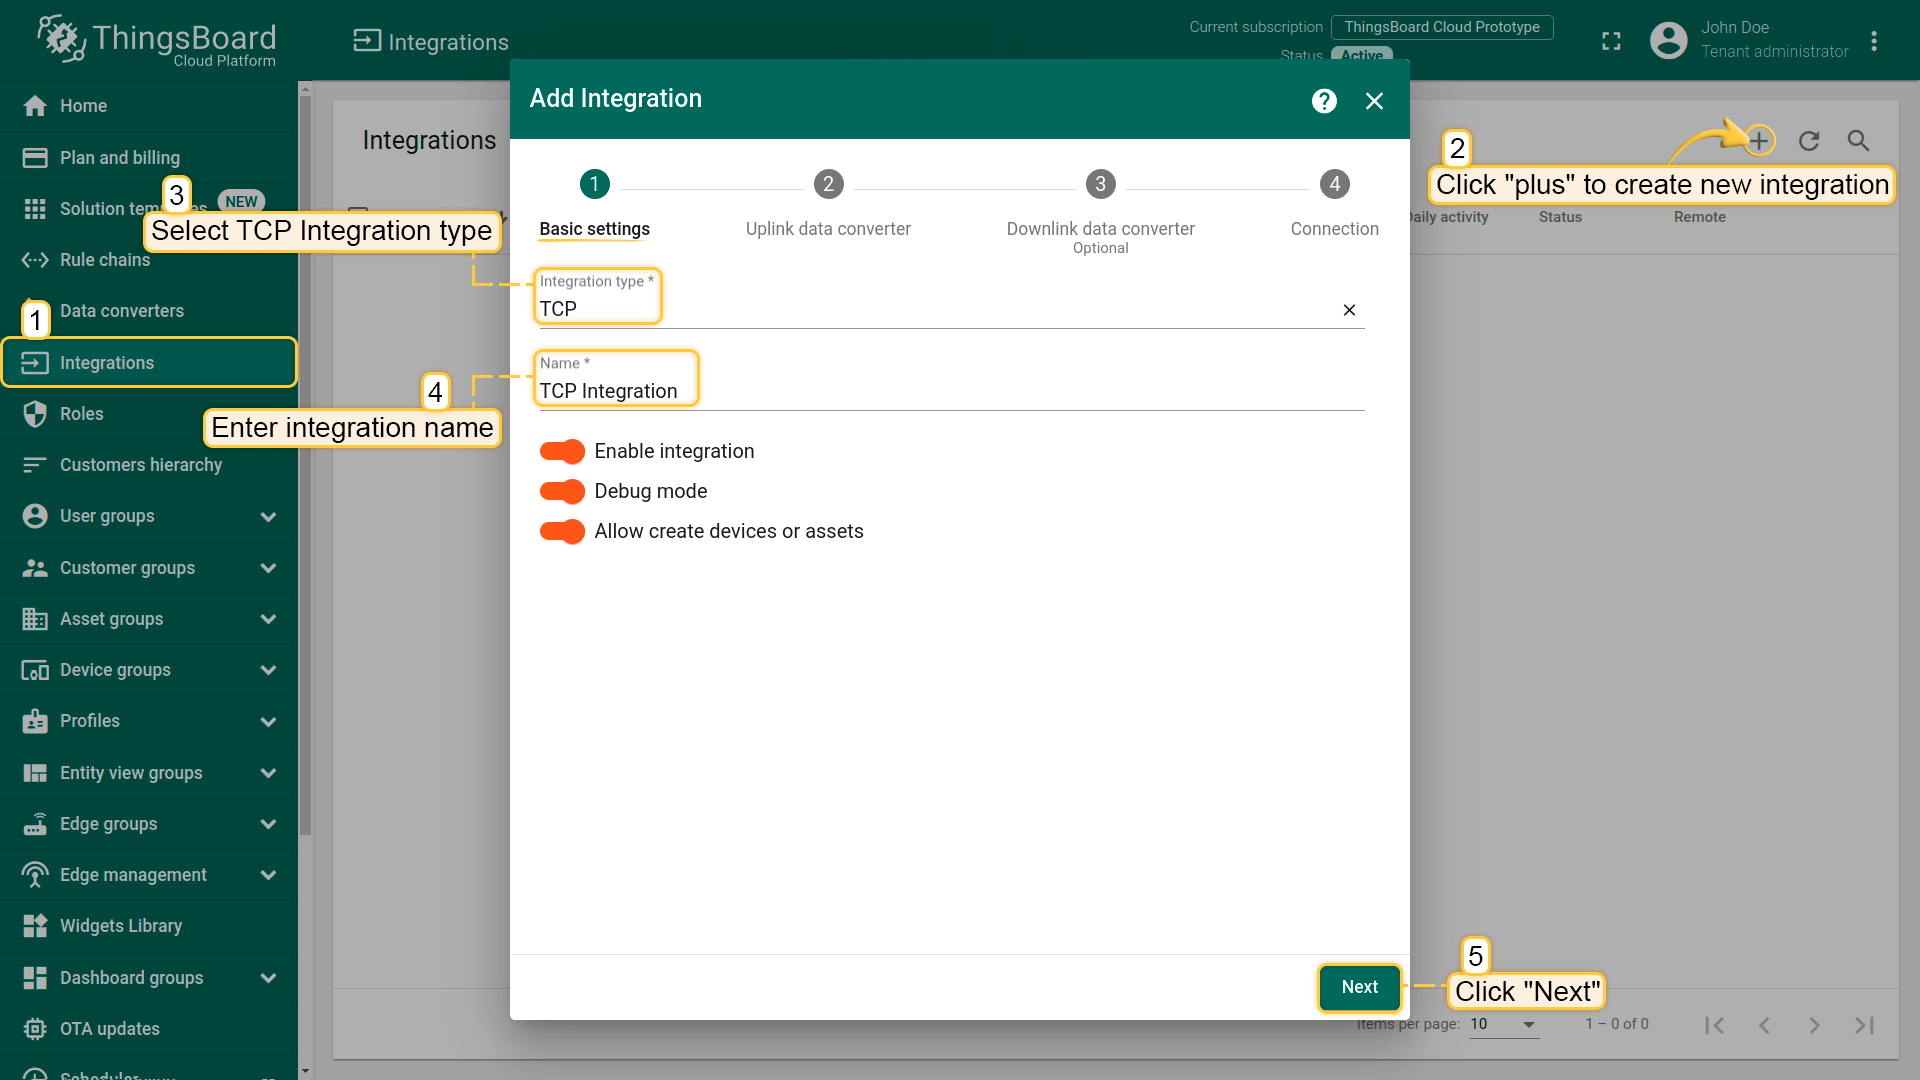 ThingsBoard
Cloud Platform
Integrations
Current subscription
ThingsBoard Cloud Prototype
Status
Active
John Doe
Tenant administrator
Home
Plan and billing
Solution
NEW
Rule chains
Data converters
Integrations
Roles
Customers hierarchy
User groups
Customer groups
Asset groups
Device groups
Profiles
Entity view groups
Edge groups
Edge management
Widgets Library
Dashboard groups
OTA updates
1
2
Click "plus" to create new integration
3
Select TCP Integration type
4
Enter integration name
5
Click "Next"
Integrations
Daily activity
Status
Remote
Add Integration
?
1
Basic settings
2
Uplink data converter
3
Downlink data converter
Optional
4
Connection
Integration type *
TCP
Name *
TCP Integration
Enable integration
Debug mode
Allow create devices or assets
Next
Items per page:
10
1 – 0 of 0